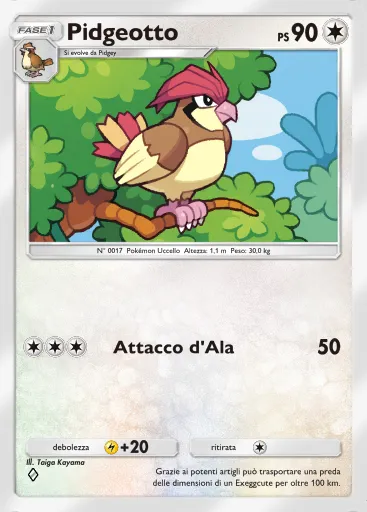 FASE 1 Pidgeotto PS 90
Si evolve da Pidgey
N° 0017 Pokémon Uccello Altezza: 1,1 m Peso: 30,0 kg
Attacco d'Ala 50
debolezza +20 ritirata
Ill. Taiga Kayama
Grazie ai potenti artigli può trasportare una preda
delle dimensioni di un Exeggcute per oltre 100 km.